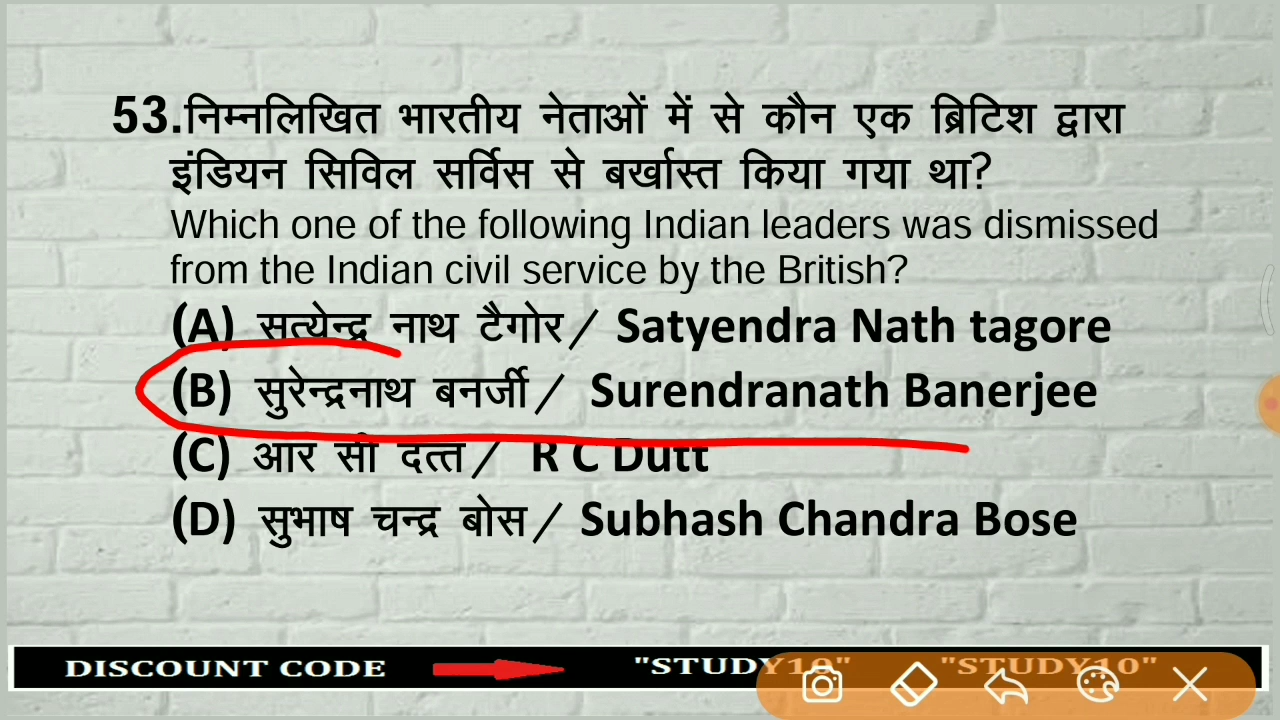 53.निम्नलिखित भारतीय नेताओं में से कौन एक ब्रिटिश द्वारा
इंडियन सिविल सर्विस से बर्खास्त किया गया था?
Which one of the following Indian leaders was dismissed
from the Indian civil service by the British?
(A) सत्येन्द्र नाथ टैगोर/ Satyendra Nath tagore
(B) सुरेन्द्रनाथ बनर्जी/ Surendranath Banerjee
(C) आर सी दत्त/ R C Dutt
(D) सुभाष चन्द्र बोस/ Subhash Chandra Bose
DISCOUNT CODE "STUDY10" "STUDY10"